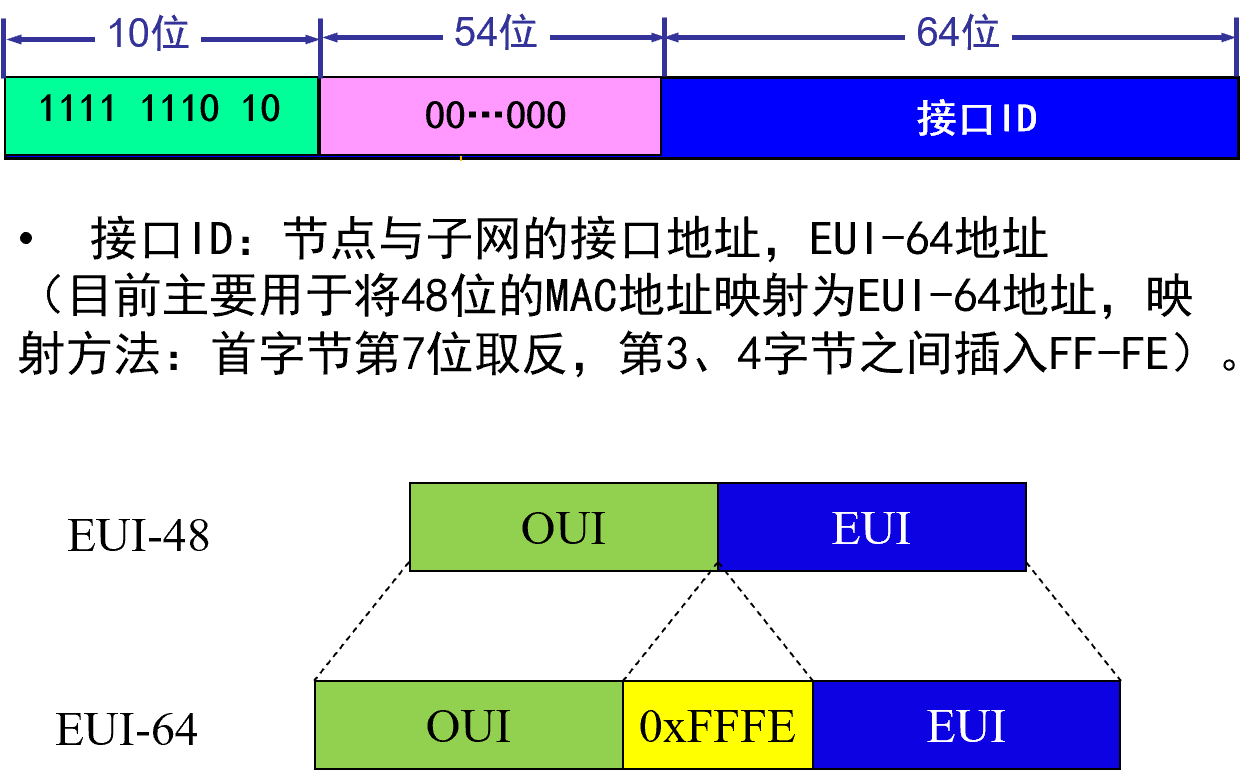 10位 54位 64位
1111 1110 10 00…000 接口ID
• 接口ID：节点与子网的接口地址，EUI-64地址
（目前主要用于将48位的MAC地址映射为EUI-64地址，映
射方法：首字节第7位取反，第3、4字节之间插入FF-FE）。
EUI-48 OUI EUI
EUI-64 OUI 0xFFFE EUI